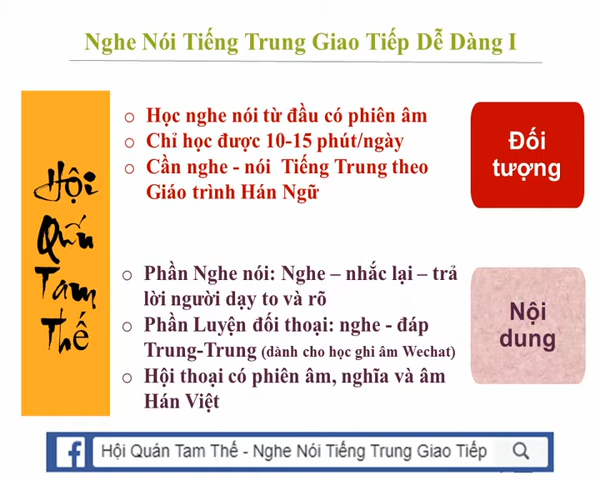 Nghe Nói Tiếng Trung Giao Tiếp Dễ Dàng I
Hội
Quán
Tam
Thế
o Học nghe nói từ đầu có phiên âm
o Chỉ học được 10-15 phút/ngày
o Cần nghe - nói Tiếng Trung theo
Giáo trình Hán Ngữ
Đối
tượng
o Phần Nghe nói: Nghe – nhắc lại – trả
lời người dạy to và rõ
o Phần Luyện đối thoại: nghe - đáp
Trung-Trung (dành cho học ghi âm Wechat)
o Hội thoại có phiên âm, nghĩa và âm
Hán Việt
Nội
dung
f Hội Quán Tam Thế - Nghe Nói Tiếng Trung Giao Tiếp